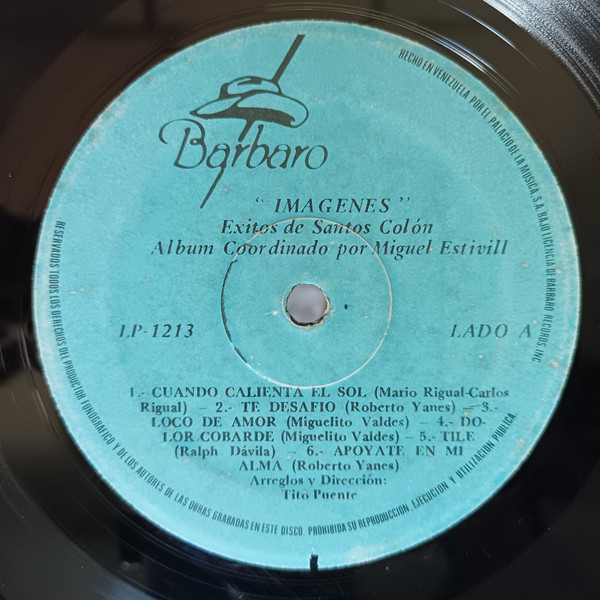 Barbaro
" IMAGENES "
Exitos de Santos Colón
Album Coordinado por Miguel Estivill
LP-1213
LADO A
1.- CUANDO CALIENTA EL SOL (Mario Rigual-Carlos
Rigual) — 2.- TE DESAFIO (Roberto Yanes) — 3.-
LOCO DE AMOR (Miguelito Valdes) — 4.- DO-
LOR COBARDE (Miguelito Valdes) — 5.- TILE
(Ralph Dávila) — 6.- APOYATE EN MI
ALMA (Roberto Yanes)
Arreglos y Dirección:
Tito Puente
HECHO EN VENEZUELA POR EL PALACIO DE LA MUSICA, S.A. BAJO LICENCIA DE BARBARO RECORDS, INC.
RESERVADOS TODOS LOS DERECHOS DEL PRODUCTOR FONOGRAFICO Y DE LOS AUTORES DE LAS OBRAS GRABADAS EN ESTE DISCO. PROHIBIDA SU REPRODUCCION, EJECUCION Y UTILIZACION PUBLICA.